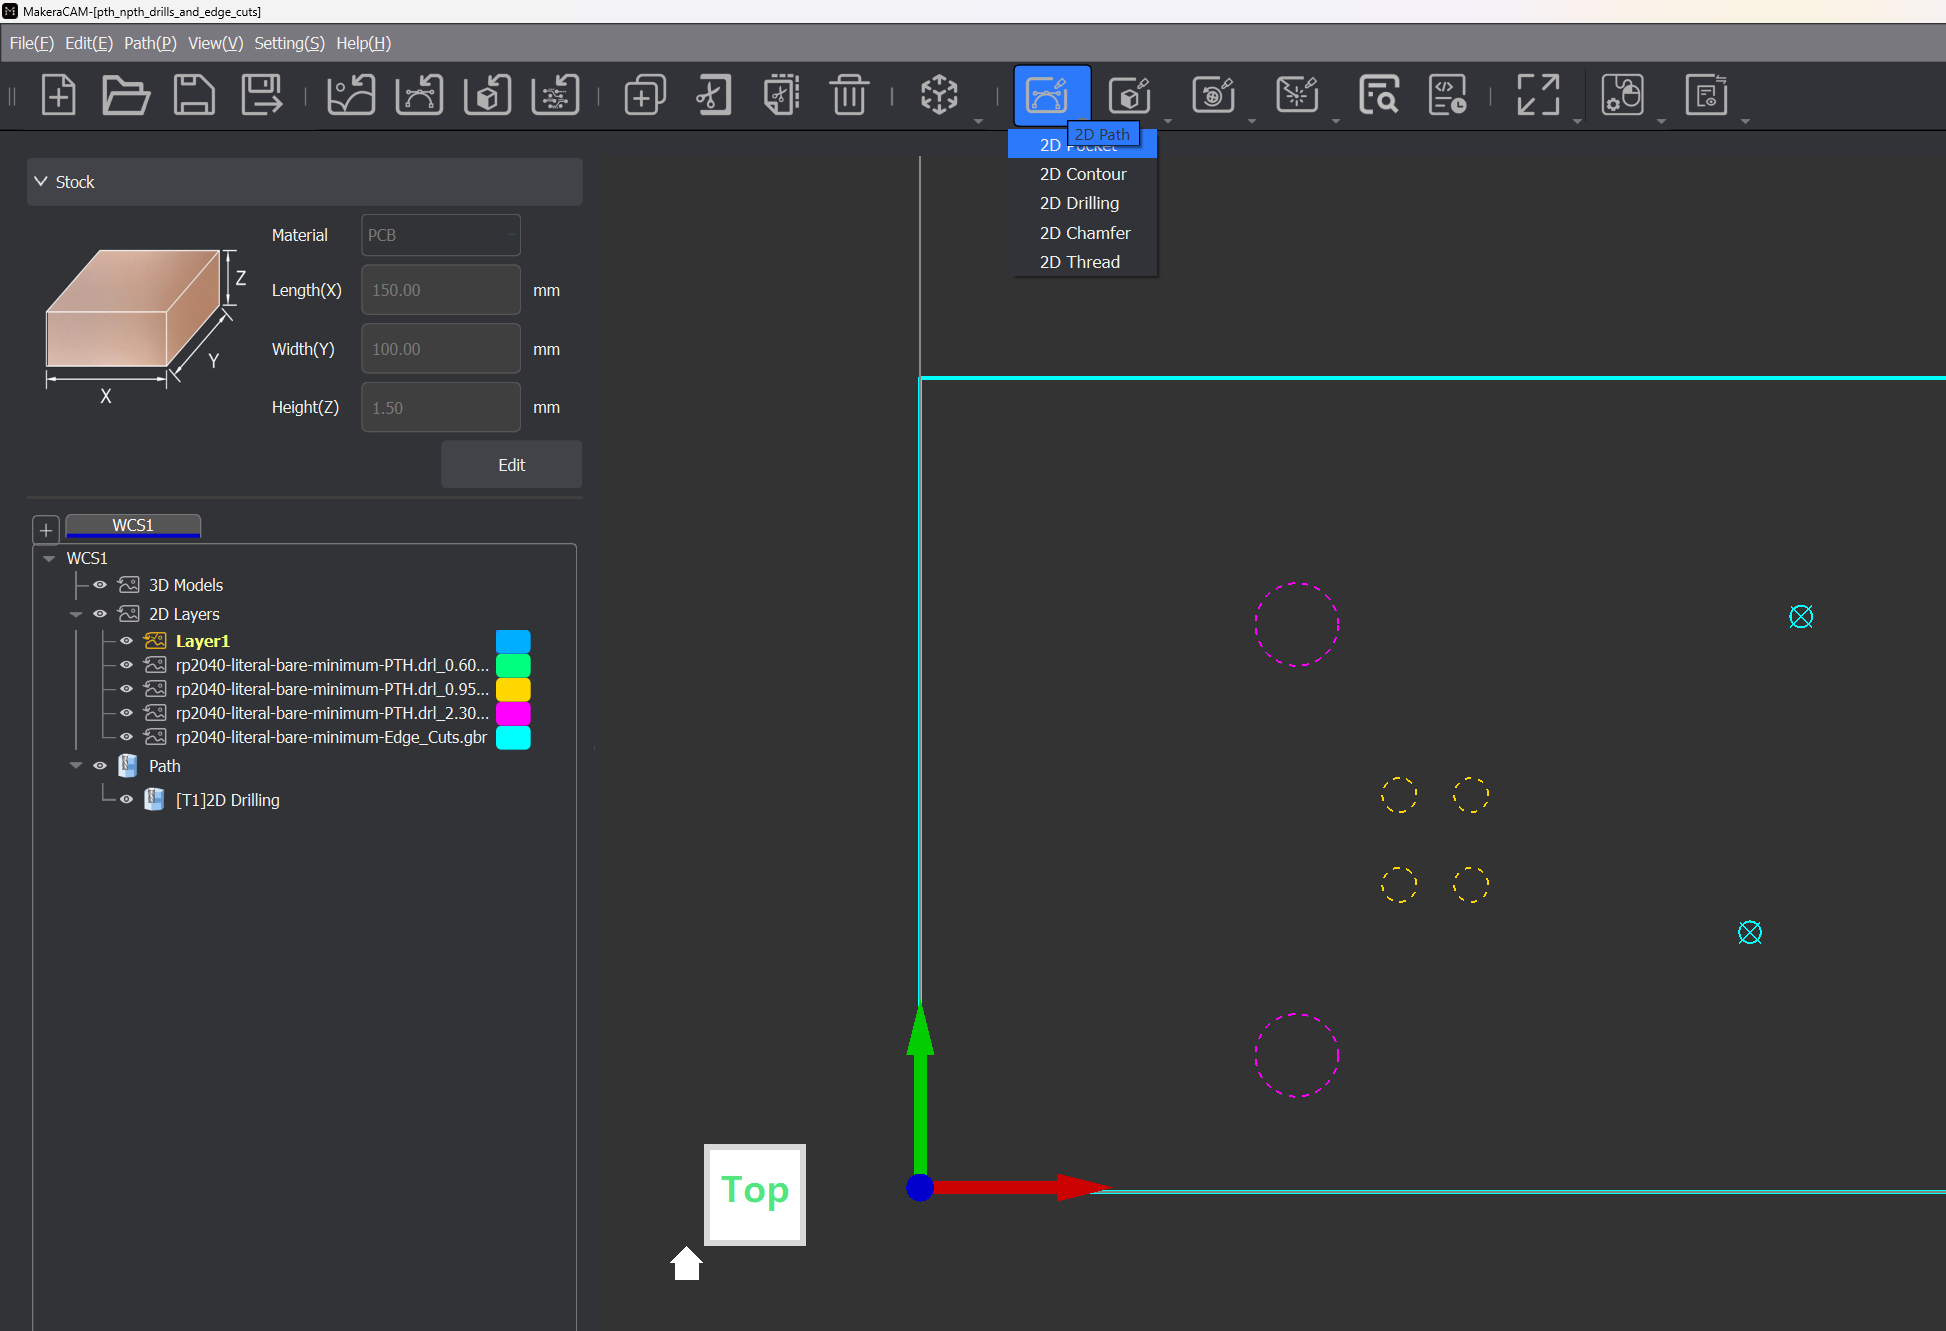 MakeraCAM-[pth_npth_drills_and_edge_cuts]
File(F) Edit(E) Path(P) View(V) Setting(S) Help(H)
2D Path
2D Pocket
2D Contour
2D Drilling
2D Chamfer
2D Thread
Stock
Material PCB
Length(X) 150.00 mm
Width(Y) 100.00 mm
Height(Z) 1.50 mm
Z
Y
X
Edit
+ WCS1
WCS1
3D Models
2D Layers
Layer1
rp2040-literal-bare-minimum-PTH.drl_0.60...
rp2040-literal-bare-minimum-PTH.drl_0.95...
rp2040-literal-bare-minimum-PTH.drl_2.30...
rp2040-literal-bare-minimum-Edge_Cuts.gbr
Path
[T1]2D Drilling
Top